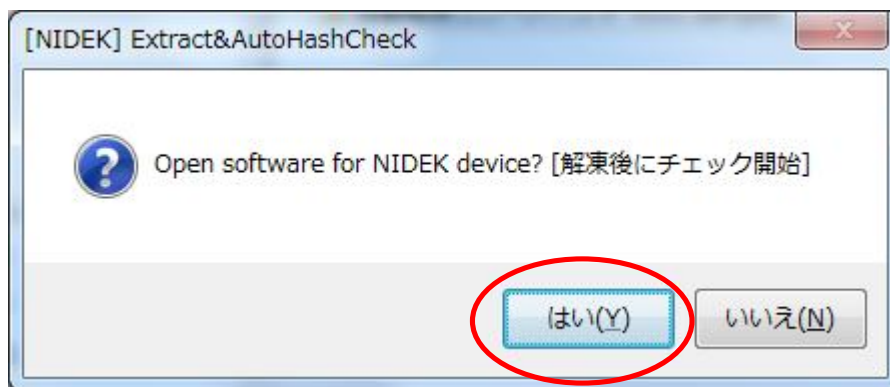 [NIDEK] Extract&AutoHashCheck
Open software for NIDEK device? [解凍後にチェック開始]
はい(Y)
いいえ(N)